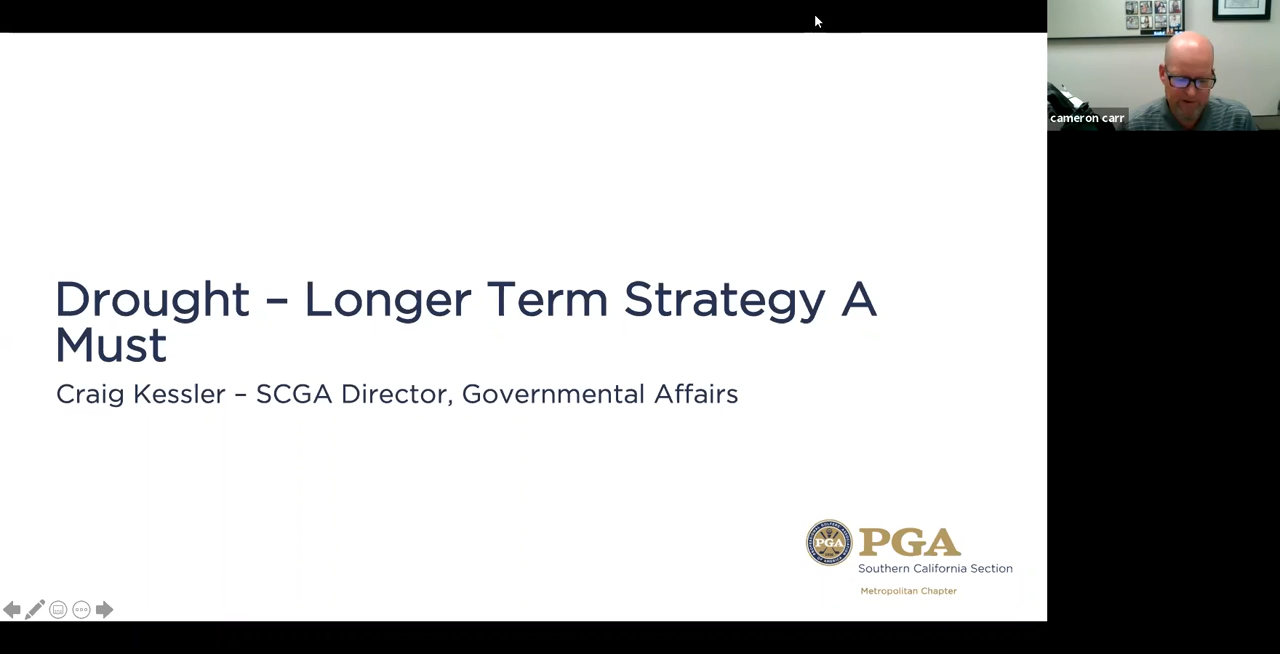 cameron carr
Drought – Longer Term Strategy A
Must
Craig Kessler – SCGA Director, Governmental Affairs
PGA
PGA
Southern California Section
Metropolitan Chapter